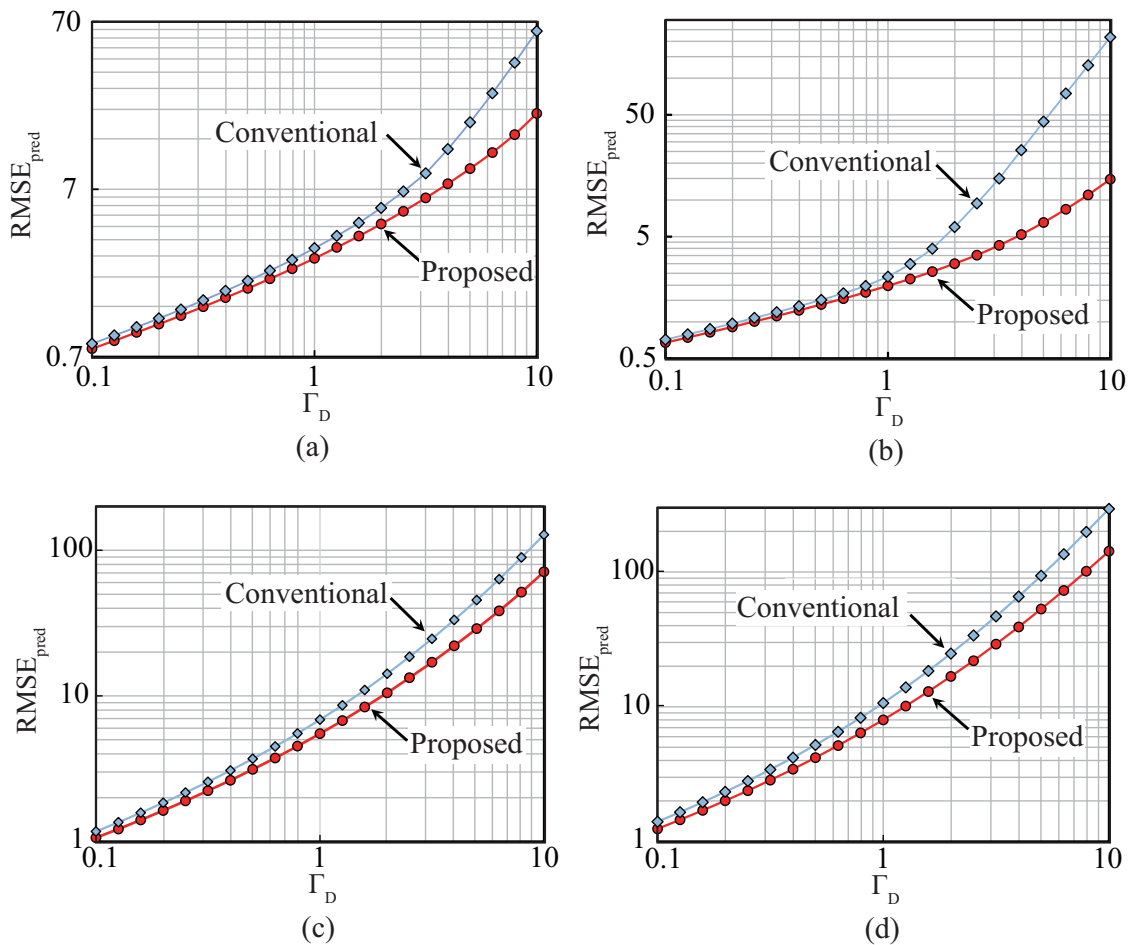 70
7
0.7
RMSE_pred
Conventional
Proposed
0.1
1
10
Γ_D
(a)
50
5
0.5
RMSE_pred
Conventional
Proposed
0.1
1
10
Γ_D
(b)
100
10
1
RMSE_pred
Conventional
Proposed
0.1
1
10
Γ_D
(c)
100
10
1
RMSE_pred
Conventional
Proposed
0.1
1
10
Γ_D
(d)